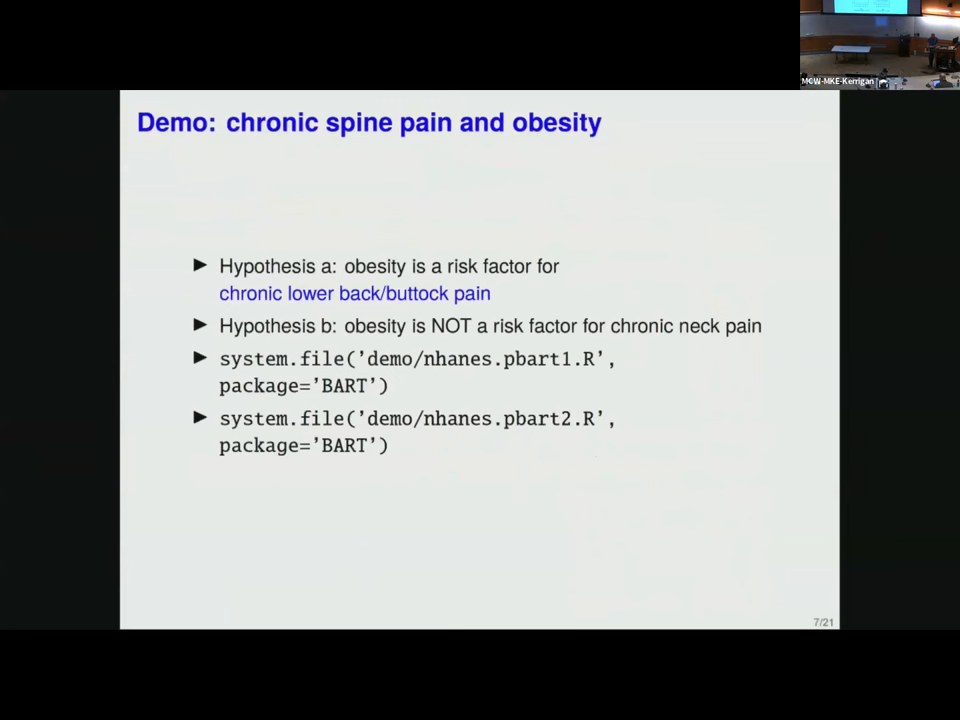 MCW-MKE-Kerrigan
Demo: chronic spine pain and obesity
► Hypothesis a: obesity is a risk factor for
chronic lower back/buttock pain
► Hypothesis b: obesity is NOT a risk factor for chronic neck pain
► system.file('demo/nhanes.pbart1.R',
package='BART')
► system.file('demo/nhanes.pbart2.R',
package='BART')
7/21